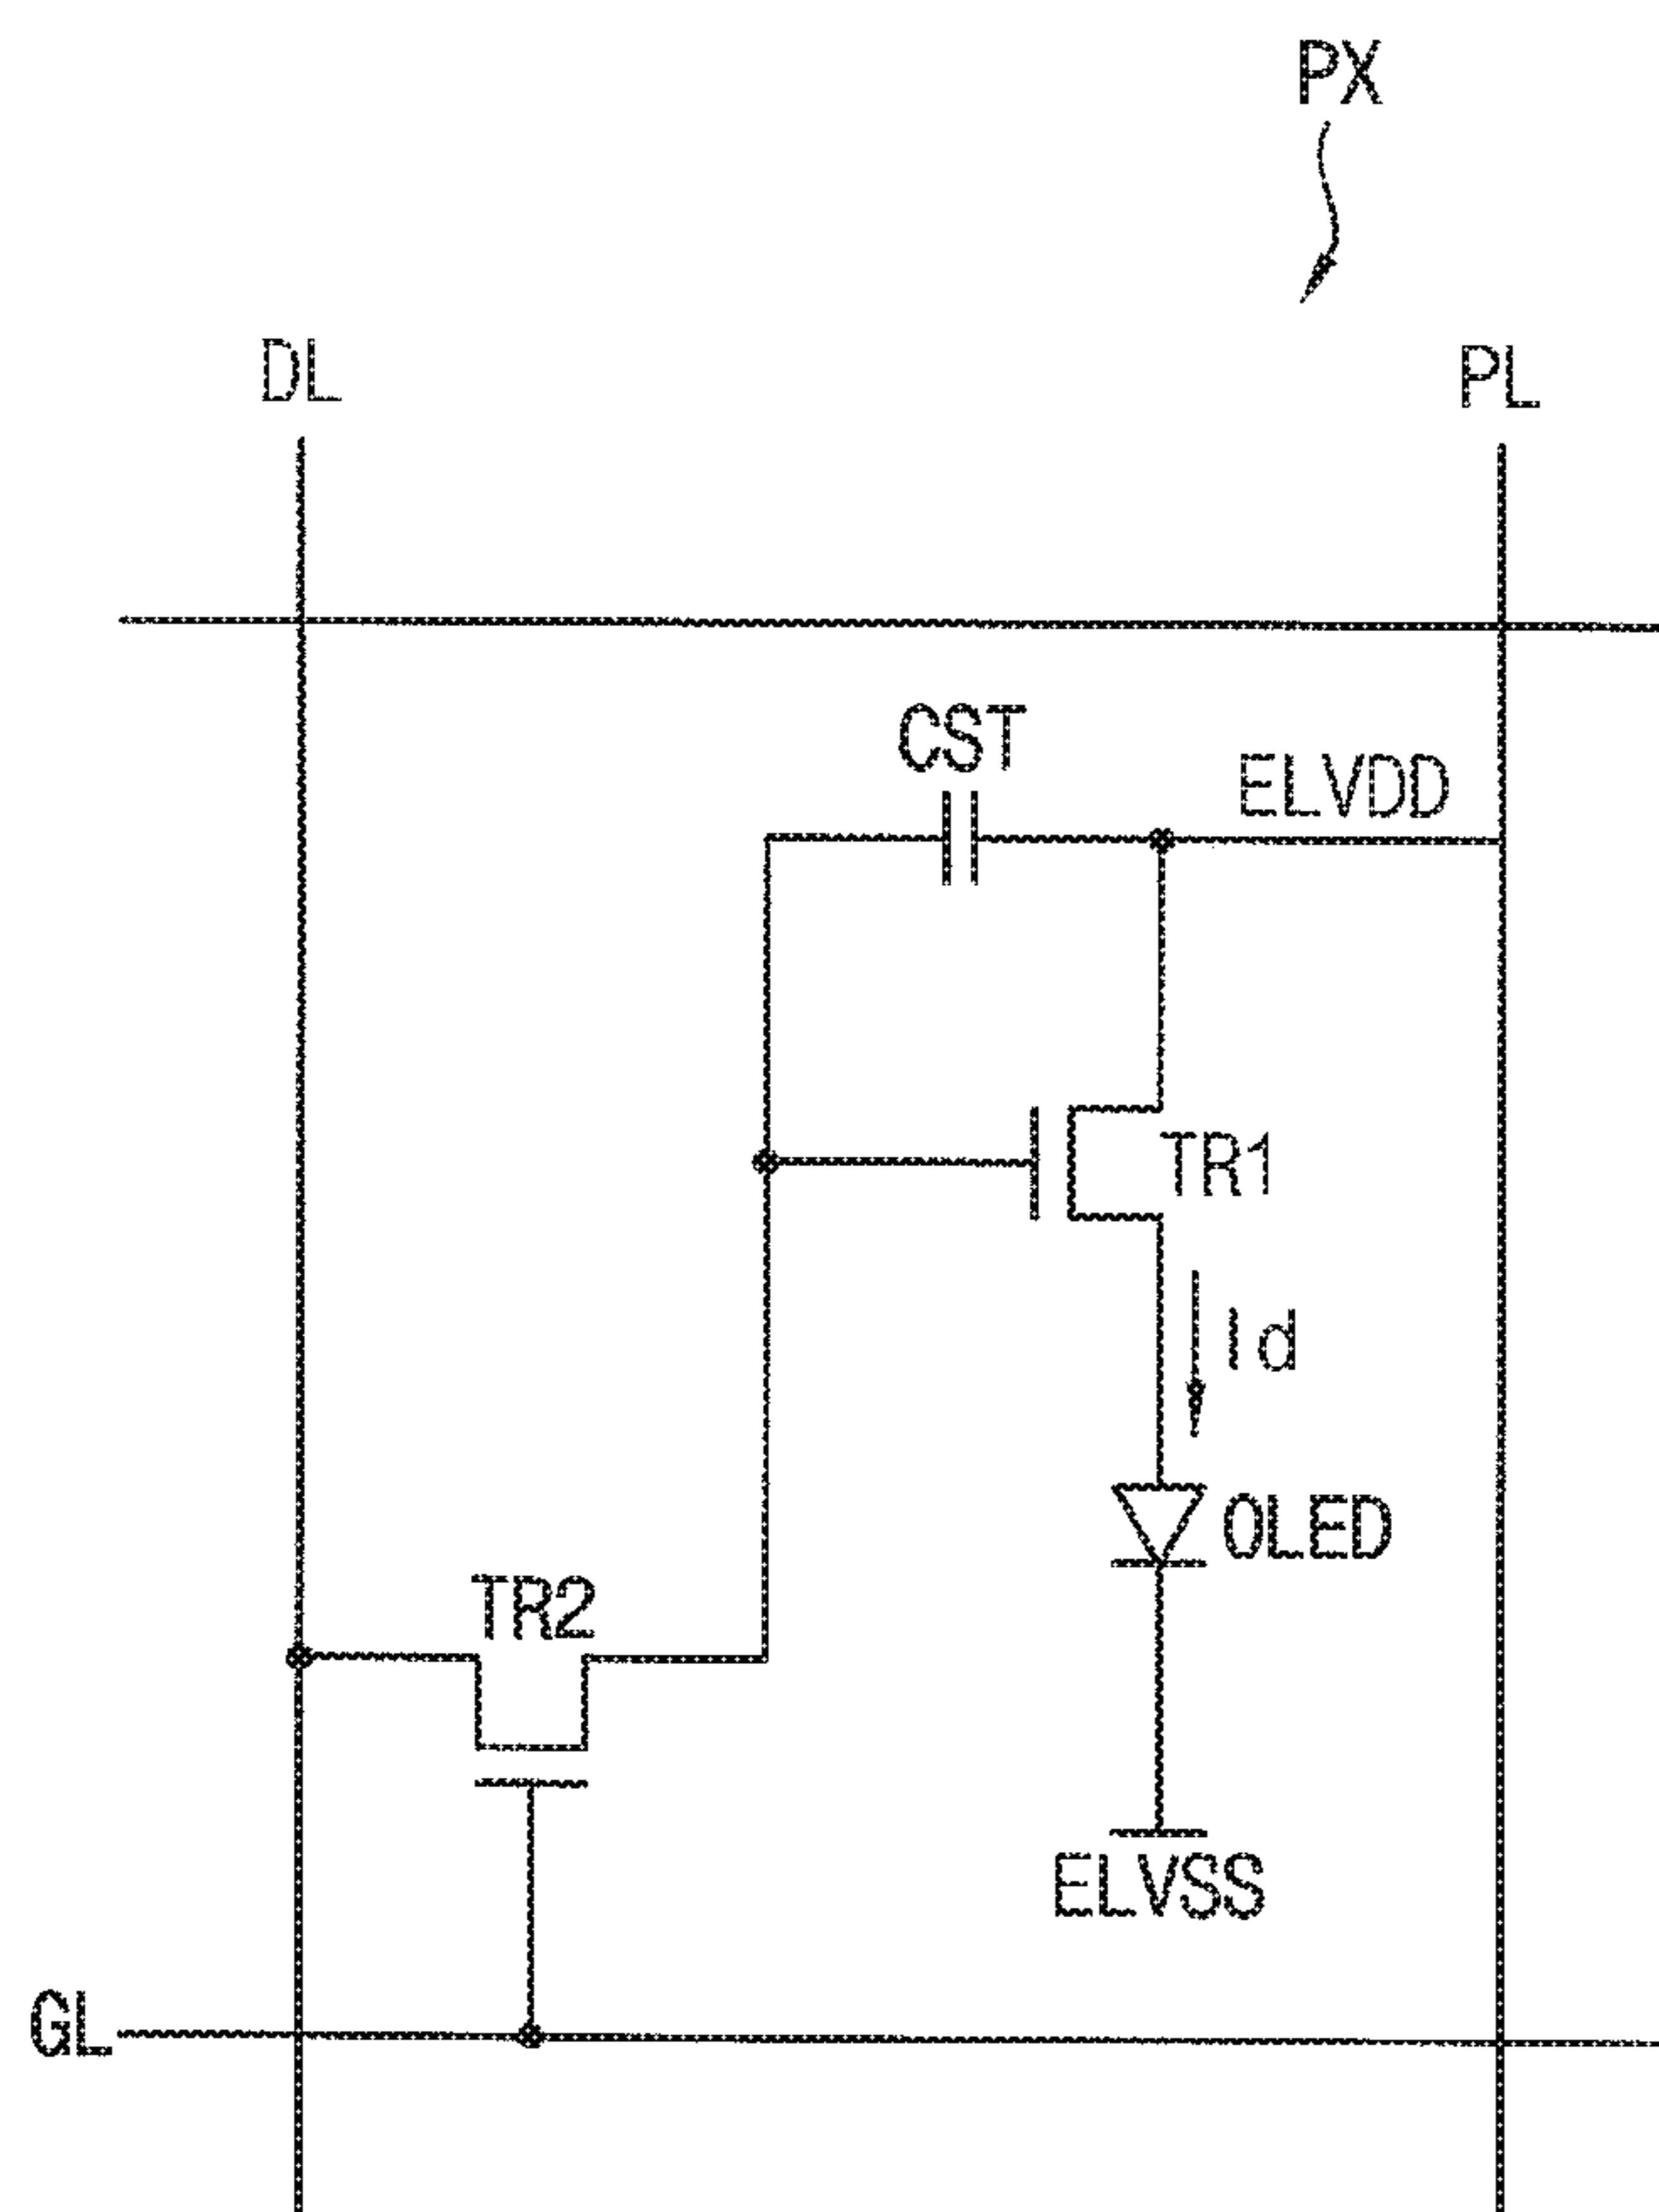 PX
DL
PL
CST
ELVDD
TR1
Id
OLED
TR2
ELVSS
GL